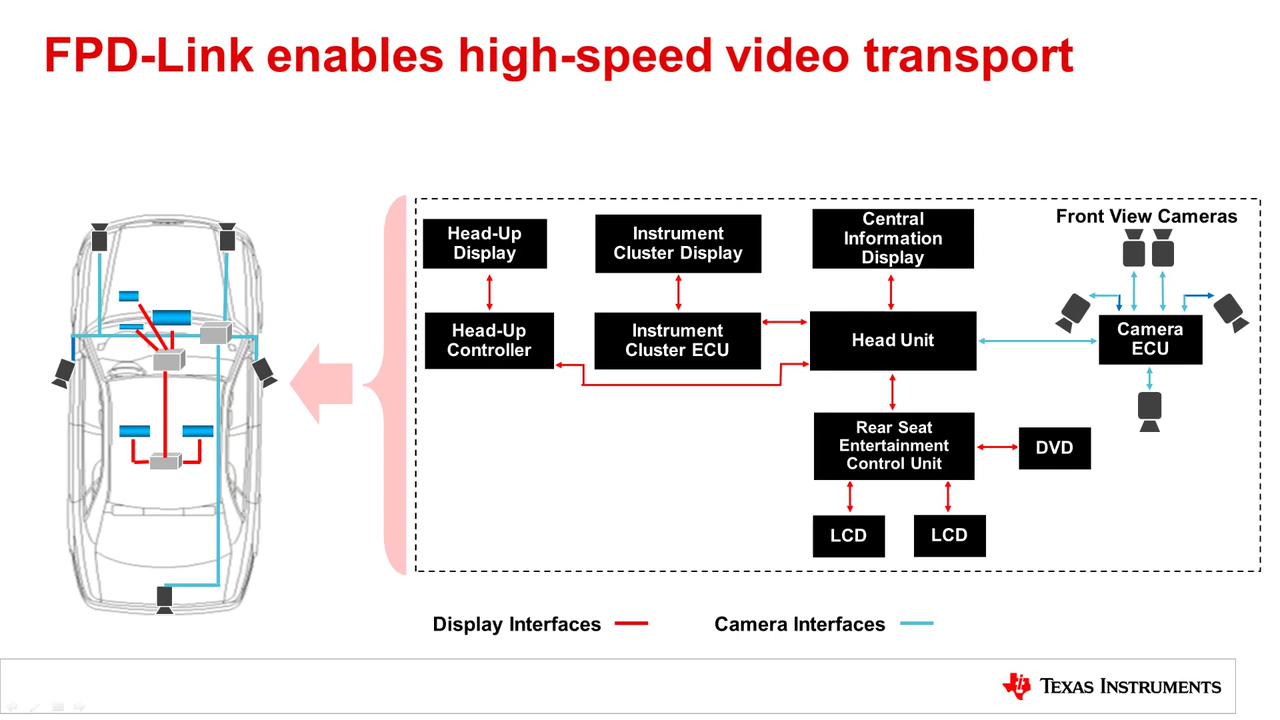 FPD-Link enables high-speed video transport
Head-Up
Display
Instrument
Cluster Display
Central
Information
Display
Front View Cameras
Head-Up
Controller
Instrument
Cluster ECU
Head Unit
Camera
ECU
Rear Seat
Entertainment
Control Unit
DVD
LCD
LCD
Display Interfaces
Camera Interfaces
TEXAS INSTRUMENTS